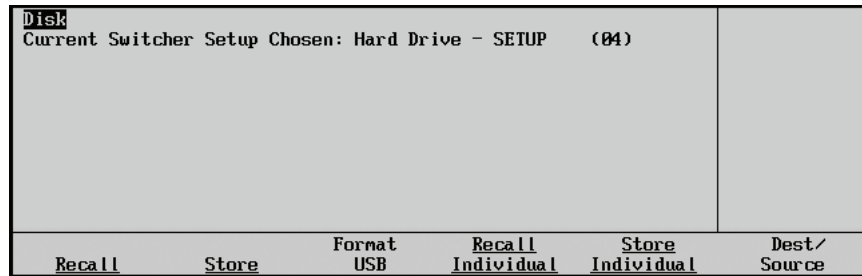 Disk
Current Switcher Setup Chosen: Hard Drive - SETUP (04)
Recall
Store
Format
USB
Recall
Individual
Store
Individual
Dest/
Source